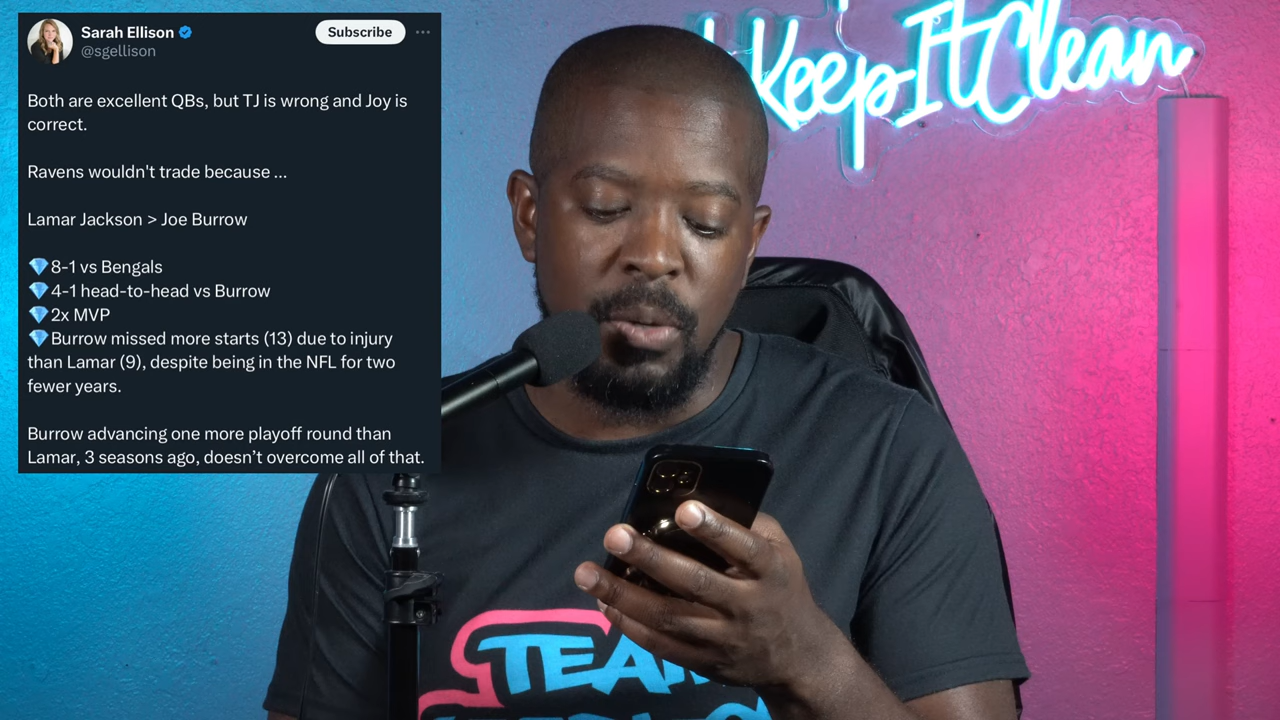 Sarah Ellison
@sgellison
Subscribe
Both are excellent QBs, but TJ is wrong and Joy is
correct.
Ravens wouldn't trade because ...
Lamar Jackson > Joe Burrow
💎8-1 vs Bengals
💎4-1 head-to-head vs Burrow
💎2x MVP
💎Burrow missed more starts (13) due to injury
than Lamar (9), despite being in the NFL for two
fewer years.
Burrow advancing one more playoff round than
Lamar, 3 seasons ago, doesn’t overcome all of that.
KeepItClean